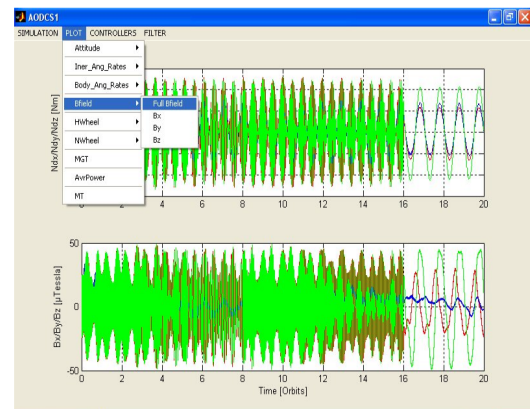 AODCS1
SIMULATION PLOT CONTROLLERS FILTER
Attitude
Iner_Ang_Rates
Body_Ang_Rates
Bfield
Full Bfield
Bx
By
Bz
HWheel
NWheel
MGT
AvrPower
MT
Ndx/Ndy/Ndz [Nm]
0 2 4 6 8 10 12 14 16 18 20
Bx/By/Bz [µTessla]
50
0
-50
0 2 4 6 8 10 12 14 16 18 20
Time [Orbits]